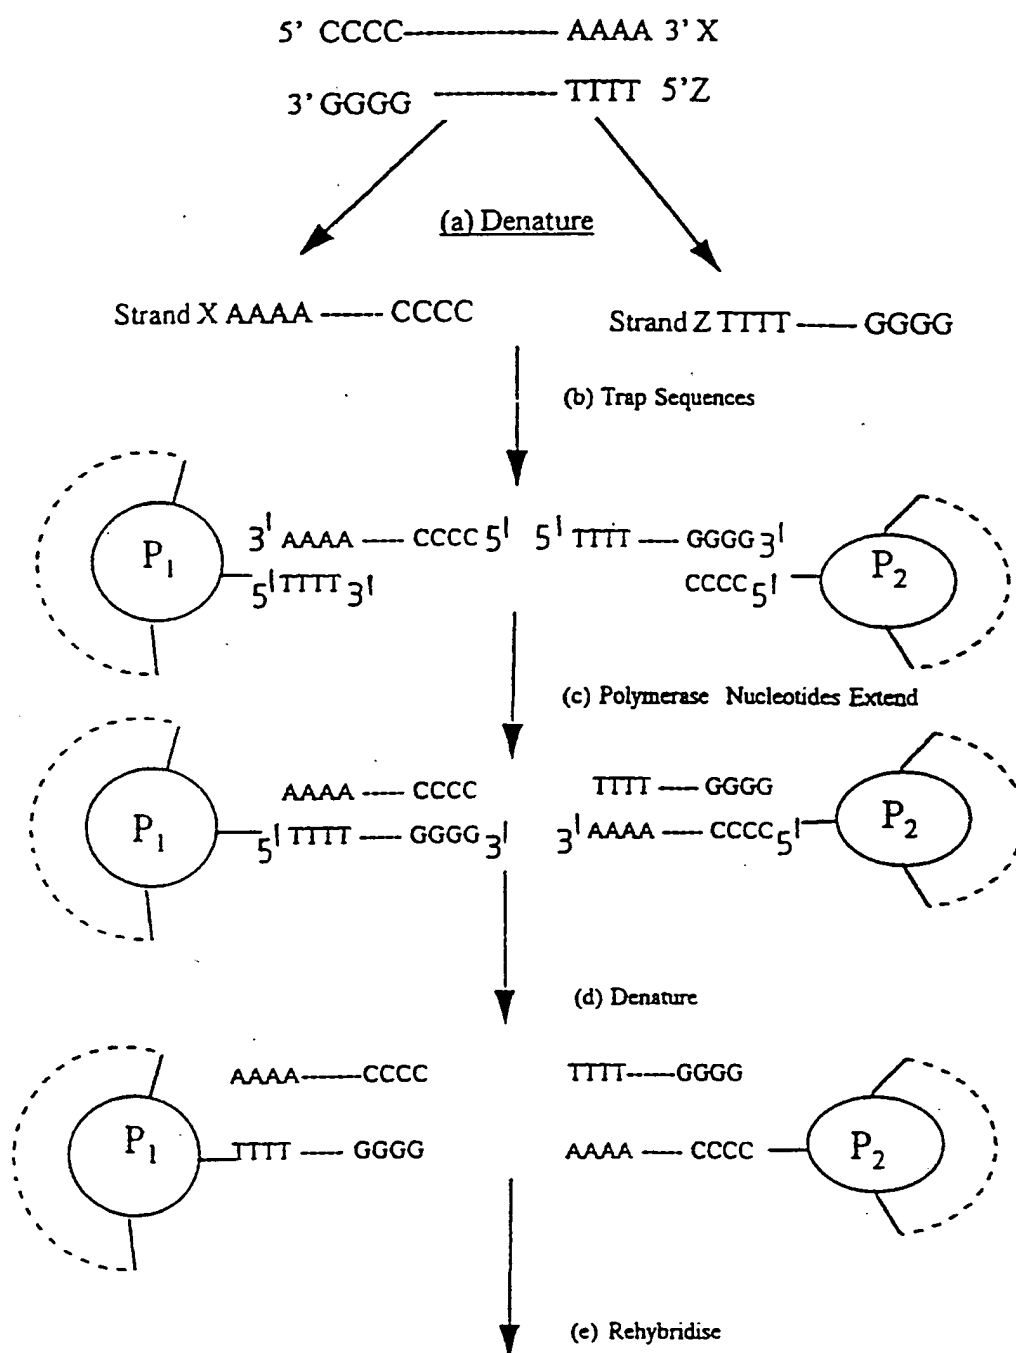 5' CCCC AAAA 3' X
3' GGGG TTTT 5'Z
(a) Denature
Strand X AAAA CCCC
Strand Z TTTT GGGG
(b) Trap Sequences
P1 3' AAAA CCCC 5' 5' TTTT GGGG 3' P2
5' TTTT 3' CCCC 5'
(c) Polymerase Nucleotides Extend
AAAA CCCC TTTT GGGG
P1 5' TTTT GGGG 3' 3' AAAA CCCC 5' P2
(d) Denature
AAAA CCCC TTTT GGGG
P1 TTTT GGGG AAAA CCCC P2
(e) Rehybridise